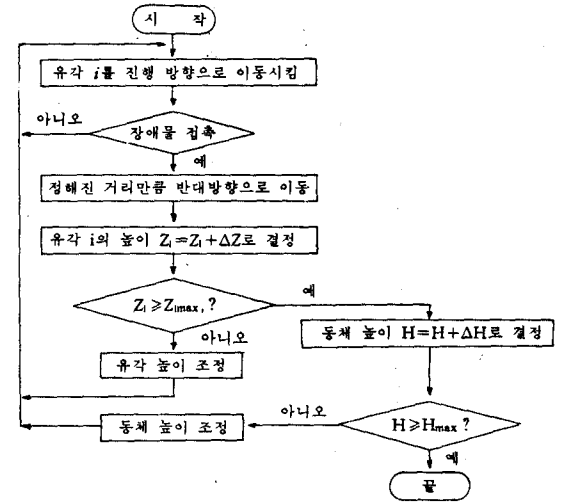 시 작
유각 i를 진행 방향으로 이동시킴
아니오
장애물 접촉
예
정해진 거리만큼 반대방향으로 이동
유각 i의 높이 Zᵢ=Zᵢ+ΔZ로 결정
Zᵢ≥Zᵢmax, ?
예
아니오
동체 높이 H=H+ΔH로 결정
유각 높이 조정
아니오
동체 높이 조정
H≥Hmax ?
예
끝